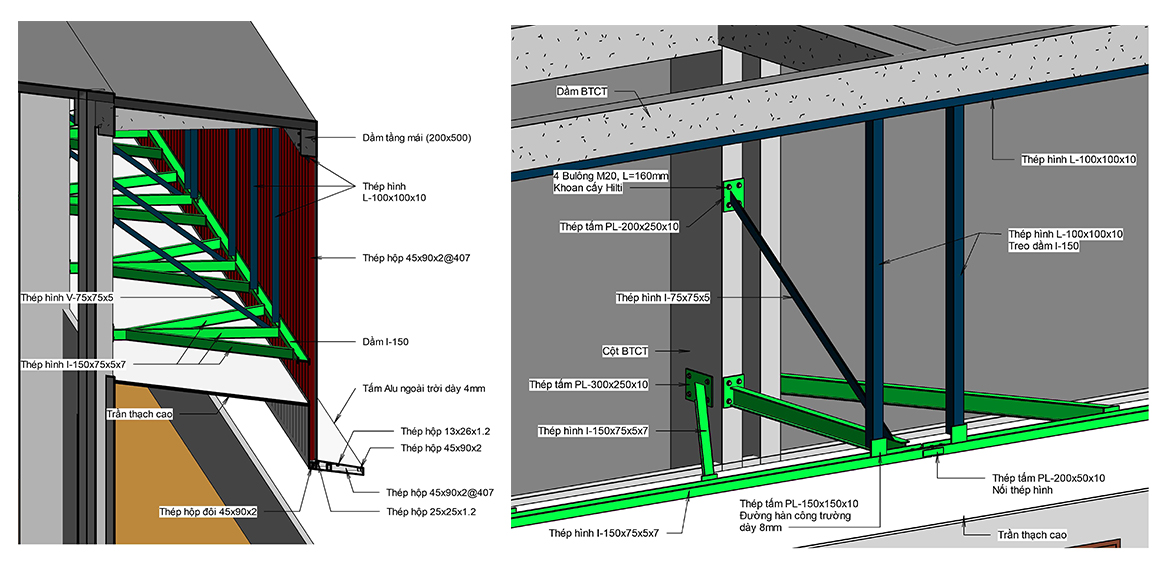 Dầm tầng mái (200x500)
Thép hình
L-100x100x10
Thép hộp 45x90x2@407
Thép hình V-75x75x5
Dầm I-150
Thép hình I-150x75x5x7
Tấm Alu ngoài trời dày 4mm
Trần thạch cao
Thép hộp 13x26x1.2
Thép hộp 45x90x2
Thép hộp 45x90x2@407
Thép hộp đôi 45x90x2
Thép hộp 25x25x1.2
Dầm BTCT
Thép hình L-100x100x10
4 Bulông M20, L=160mm
Khoan cấy Hilti
Thép tấm PL-200x250x10
Thép hình L-100x100x10
Treo dầm I-150
Thép hình I-75x75x5
Cột BTCT
Thép tấm PL-300x250x10
Thép hình I-150x75x5x7
Thép tấm PL-200x50x10
Nối thép hình
Thép tấm PL-150x150x10
Đường hàn công trường
dày 8mm
Thép hình I-150x75x5x7
Trần thạch cao